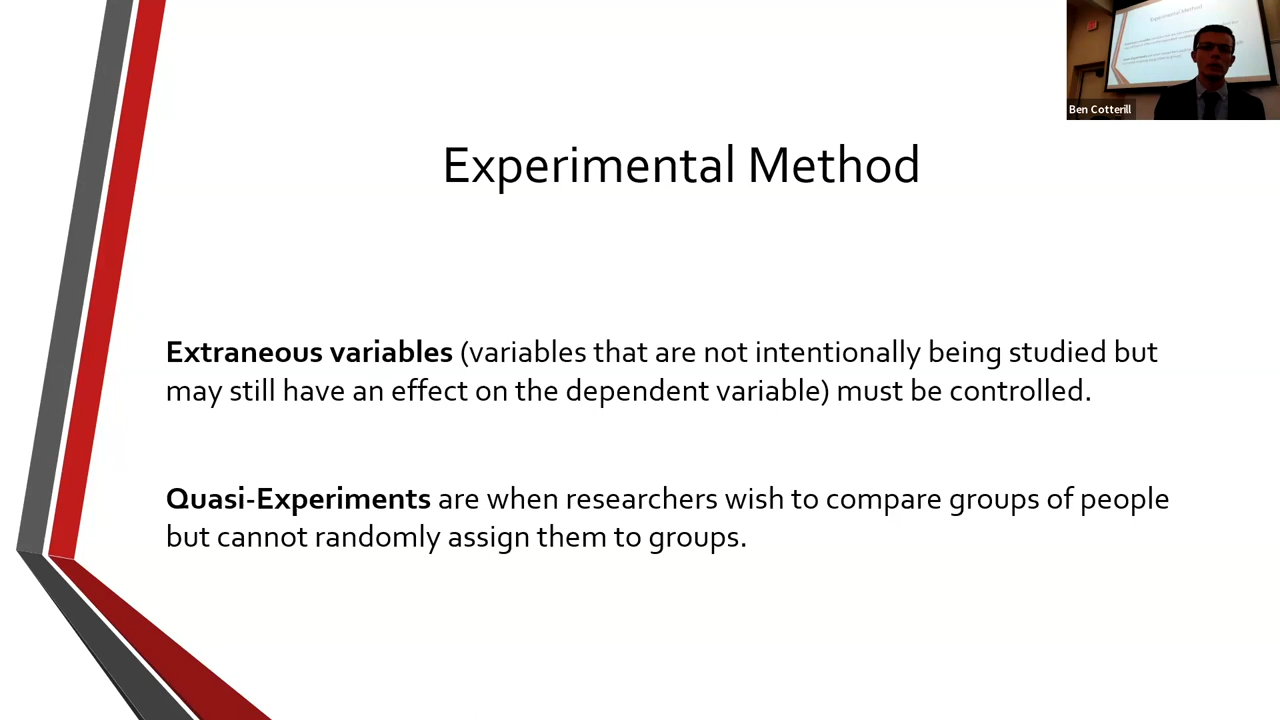 Experimental Method
Ben Cotterill
Experimental Method
Extraneous variables (variables that are not intentionally being studied but
may still have an effect on the dependent variable) must be controlled.
Quasi-Experiments are when researchers wish to compare groups of people
but cannot randomly assign them to groups.